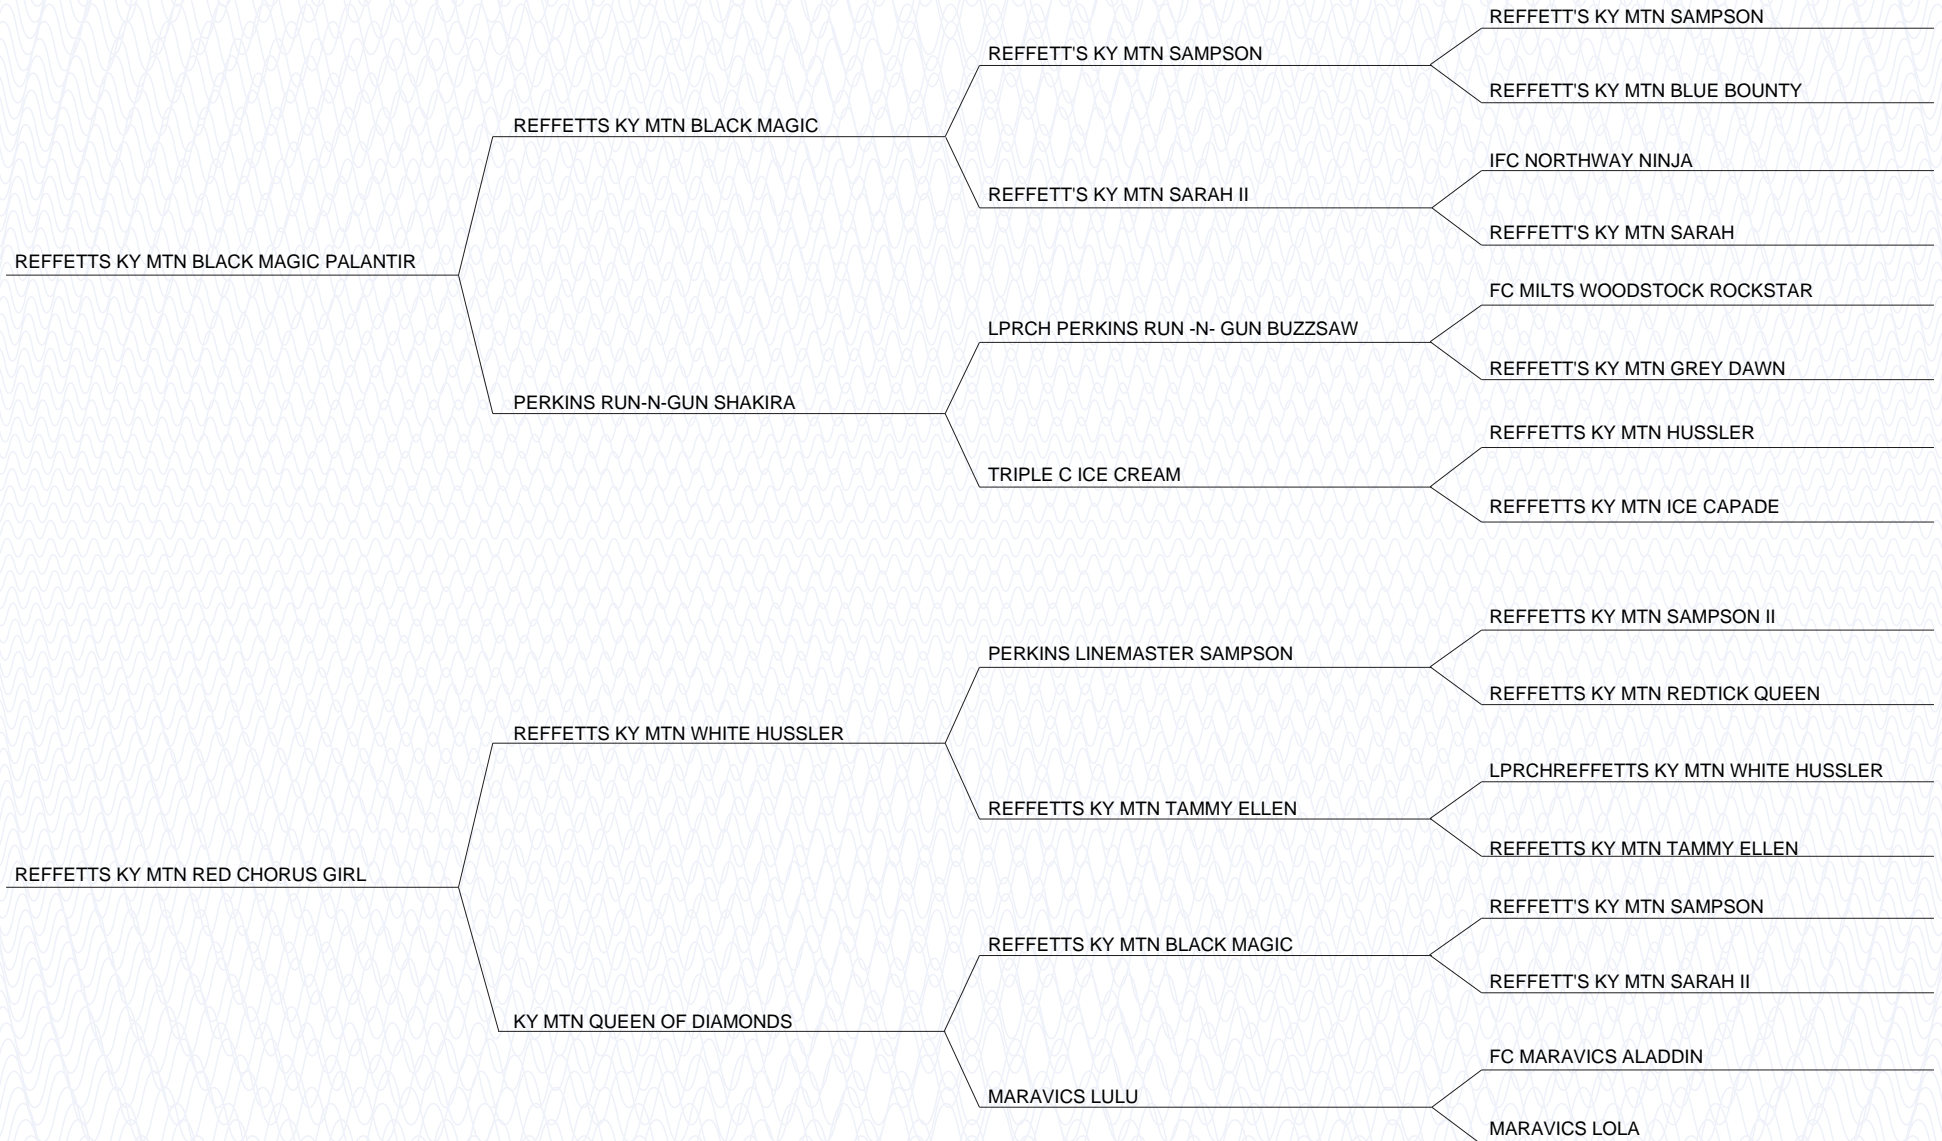 REFFETT'S KY MTN SAMPSON
REFFETT'S KY MTN SAMPSON
REFFETT'S KY MTN BLUE BOUNTY
REFFETTS KY MTN BLACK MAGIC
IFC NORTHWAY NINJA
REFFETT'S KY MTN SARAH II
REFFETT'S KY MTN SARAH
REFFETTS KY MTN BLACK MAGIC PALANTIR
FC MILTS WOODSTOCK ROCKSTAR
LPRCH PERKINS RUN -N- GUN BUZZSAW
REFFETT'S KY MTN GREY DAWN
PERKINS RUN-N-GUN SHAKIRA
REFFETTS KY MTN HUSSLER
TRIPLE C ICE CREAM
REFFETTS KY MTN ICE CAPADE
REFFETTS KY MTN SAMPSON II
PERKINS LINEMASTER SAMPSON
REFFETTS KY MTN REDTICK QUEEN
REFFETTS KY MTN WHITE HUSSLER
LPRCHREFFETTS KY MTN WHITE HUSSLER
REFFETTS KY MTN TAMMY ELLEN
REFFETTS KY MTN TAMMY ELLEN
REFFETTS KY MTN RED CHORUS GIRL
REFFETT'S KY MTN SAMPSON
REFFETTS KY MTN BLACK MAGIC
REFFETT'S KY MTN SARAH II
KY MTN QUEEN OF DIAMONDS
FC MARAVICS ALADDIN
MARAVICS LULU
MARAVICS LOLA